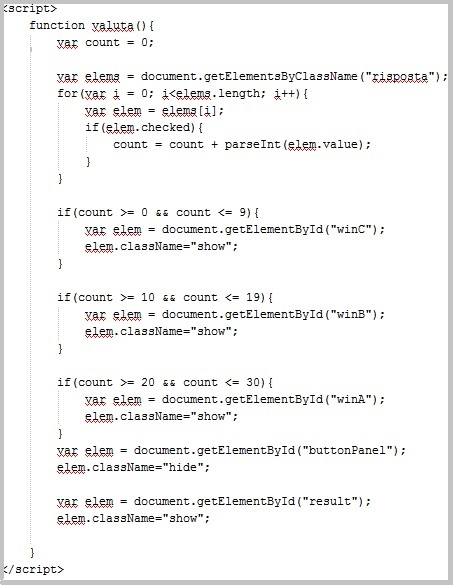 <script>
function valuta(){
var count = 0;
var elems = document.getElementsByClassName("risposta");
for(var i = 0; i<elems.length; i++){
var elem = elems[i];
if(elem.checked){
count = count + parseInt(elem.value);
}
}
if(count >= 0 && count <= 9){
var elem = document.getElementById("winC");
elem.className="show";
}
if(count >= 10 && count <= 19){
var elem = document.getElementById("winB");
elem.className="show";
}
if(count >= 20 && count <= 30){
var elem = document.getElementById("winA");
elem.className="show";
}
var elem = document.getElementById("buttonPanel");
elem.className="hide";
var elem = document.getElementById("result");
elem.className="show";
}
</script>